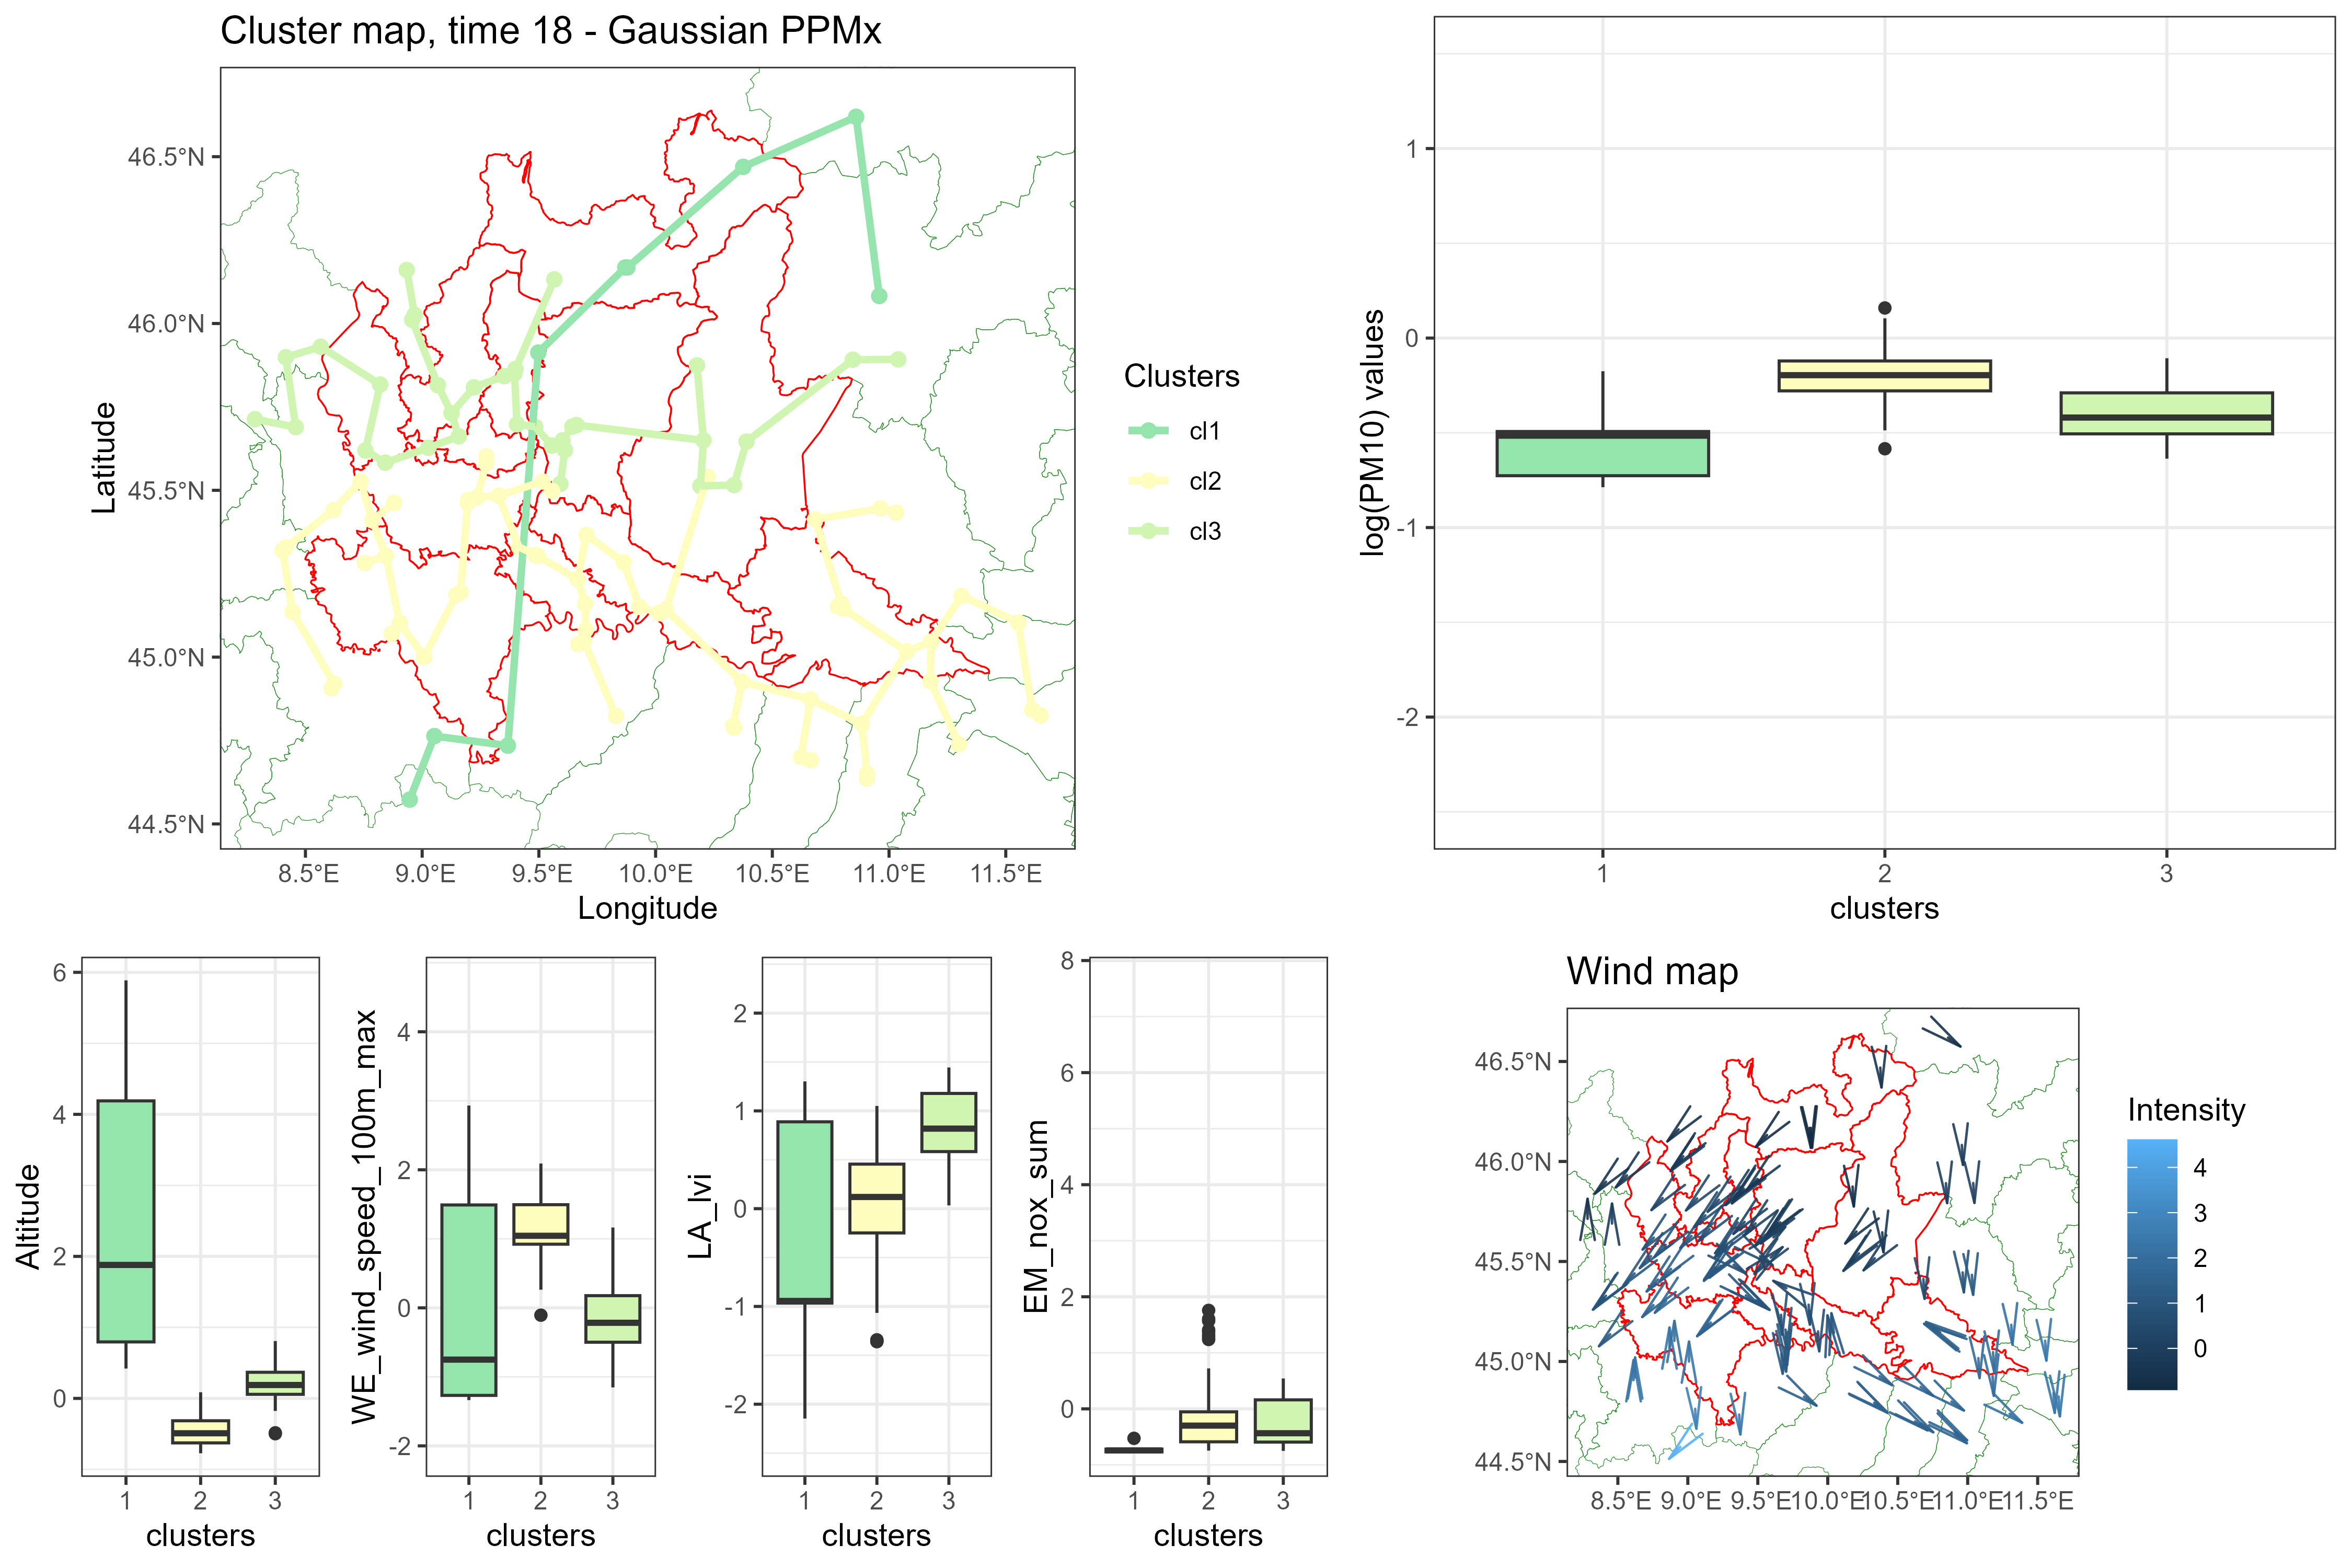 Cluster map, time 18 - Gaussian PPMx
46.5°N
46.0°N
45.5°N
45.0°N
44.5°N
Latitude
8.5°E 9.0°E 9.5°E 10.0°E 10.5°E 11.0°E 11.5°E
Longitude
Clusters
cl1
cl2
cl3
log(PM10) values
1
0
-1
-2
1 2 3
clusters
Altitude
6
4
2
0
1 2 3
clusters
WE_wind_speed_100m_max
4
2
0
-2
1 2 3
clusters
LA_lvi
2
1
0
-1
-2
1 2 3
clusters
EM_nox_sum
8
6
4
2
0
1 2 3
clusters
Wind map
46.5°N
46.0°N
45.5°N
45.0°N
44.5°N
8.5°E 9.0°E 9.5°E 10.0°E 10.5°E 11.0°E 11.5°E
Intensity
4
3
2
1
0